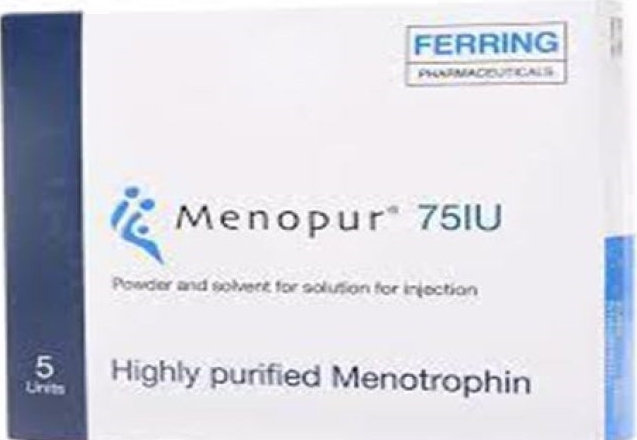 FERRING
PHARMACEUTICALS
Menopur® 75IU
Powder and solvent for solution for injection
5
Units
Highly purified Menotrophin